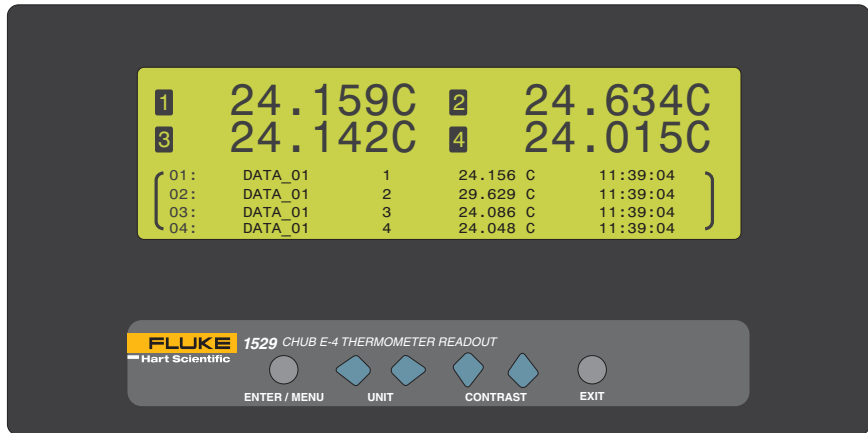 1 24.159C 2 24.634C
3 24.142C 4 24.015C
01: DATA_01 1 24.156 C 11:39:04
02: DATA_01 2 29.629 C 11:39:04
03: DATA_01 3 24.086 C 11:39:04
04: DATA_01 4 24.048 C 11:39:04
FLUKE 1529 CHUB E-4 THERMOMETER READOUT
Hart Scientific
ENTER / MENU UNIT CONTRAST EXIT